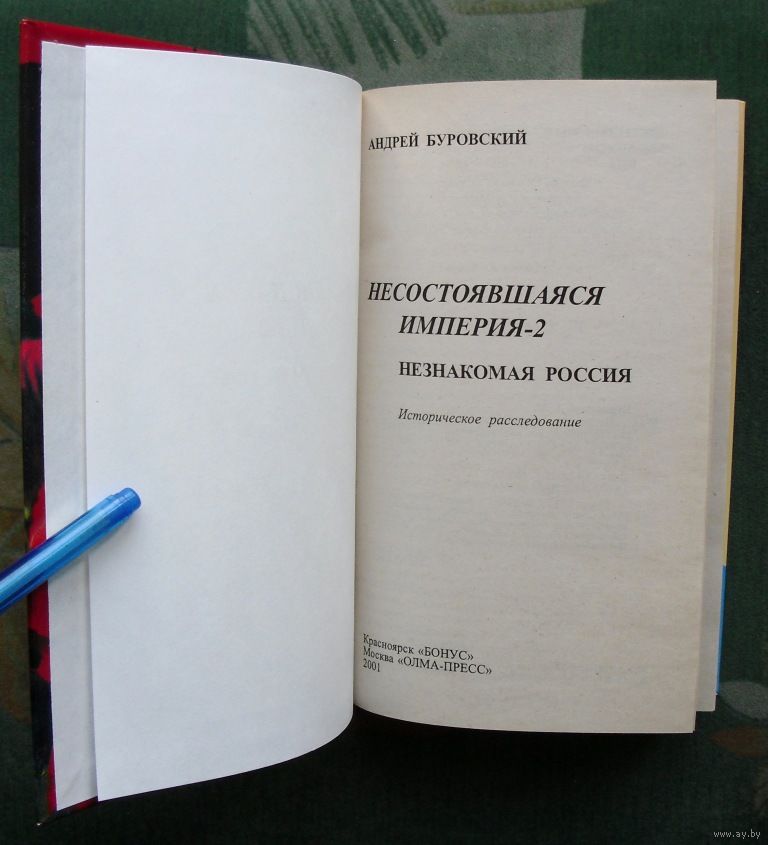 АНДРЕЙ БУРОВСКИЙ
НЕСОСТОЯВШАЯСЯ
ИМПЕРИЯ-2
НЕЗНАКОМАЯ РОССИЯ
Историческое расследование
Красноярск «БОНУС»
Москва «ОЛМА-ПРЕСС»
2001
www.ay.by